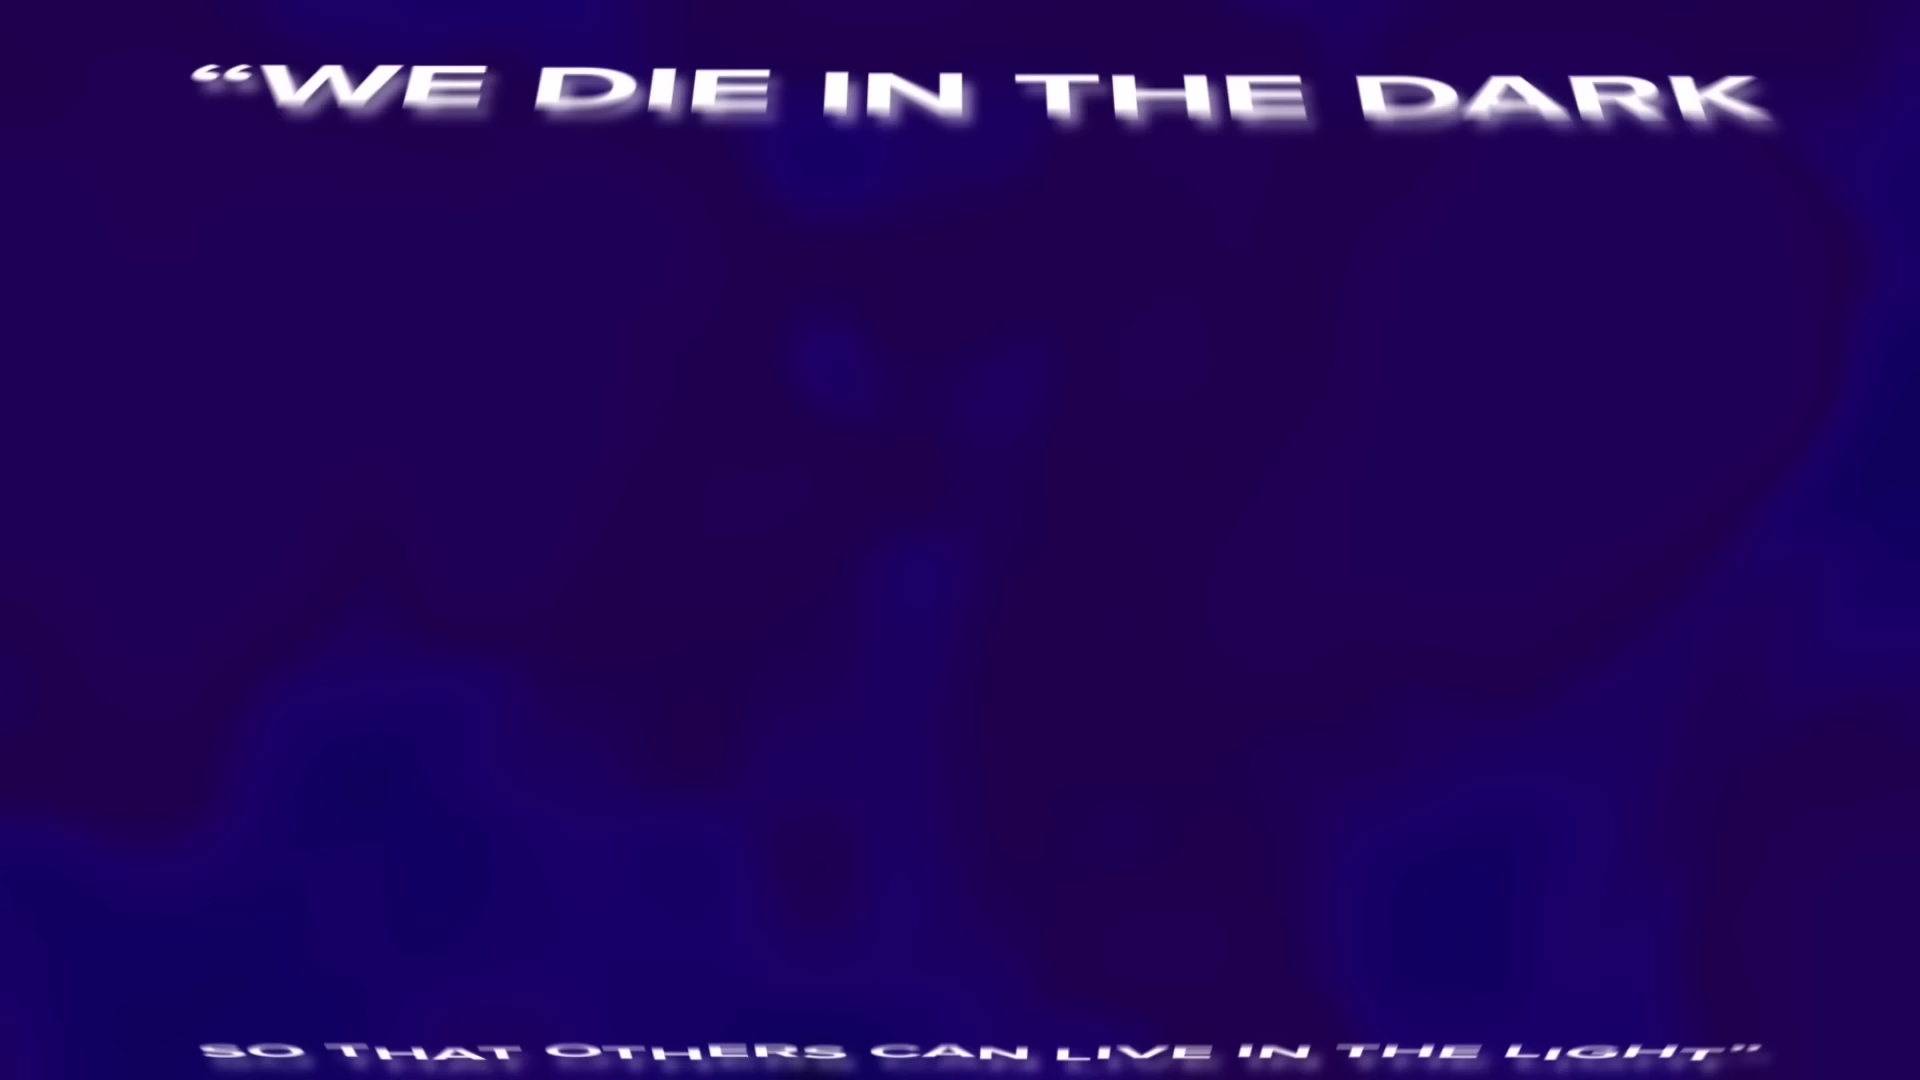 “WE DIE IN THE DARK
SO THAT OTHERS CAN LIVE IN THE LIGHT”